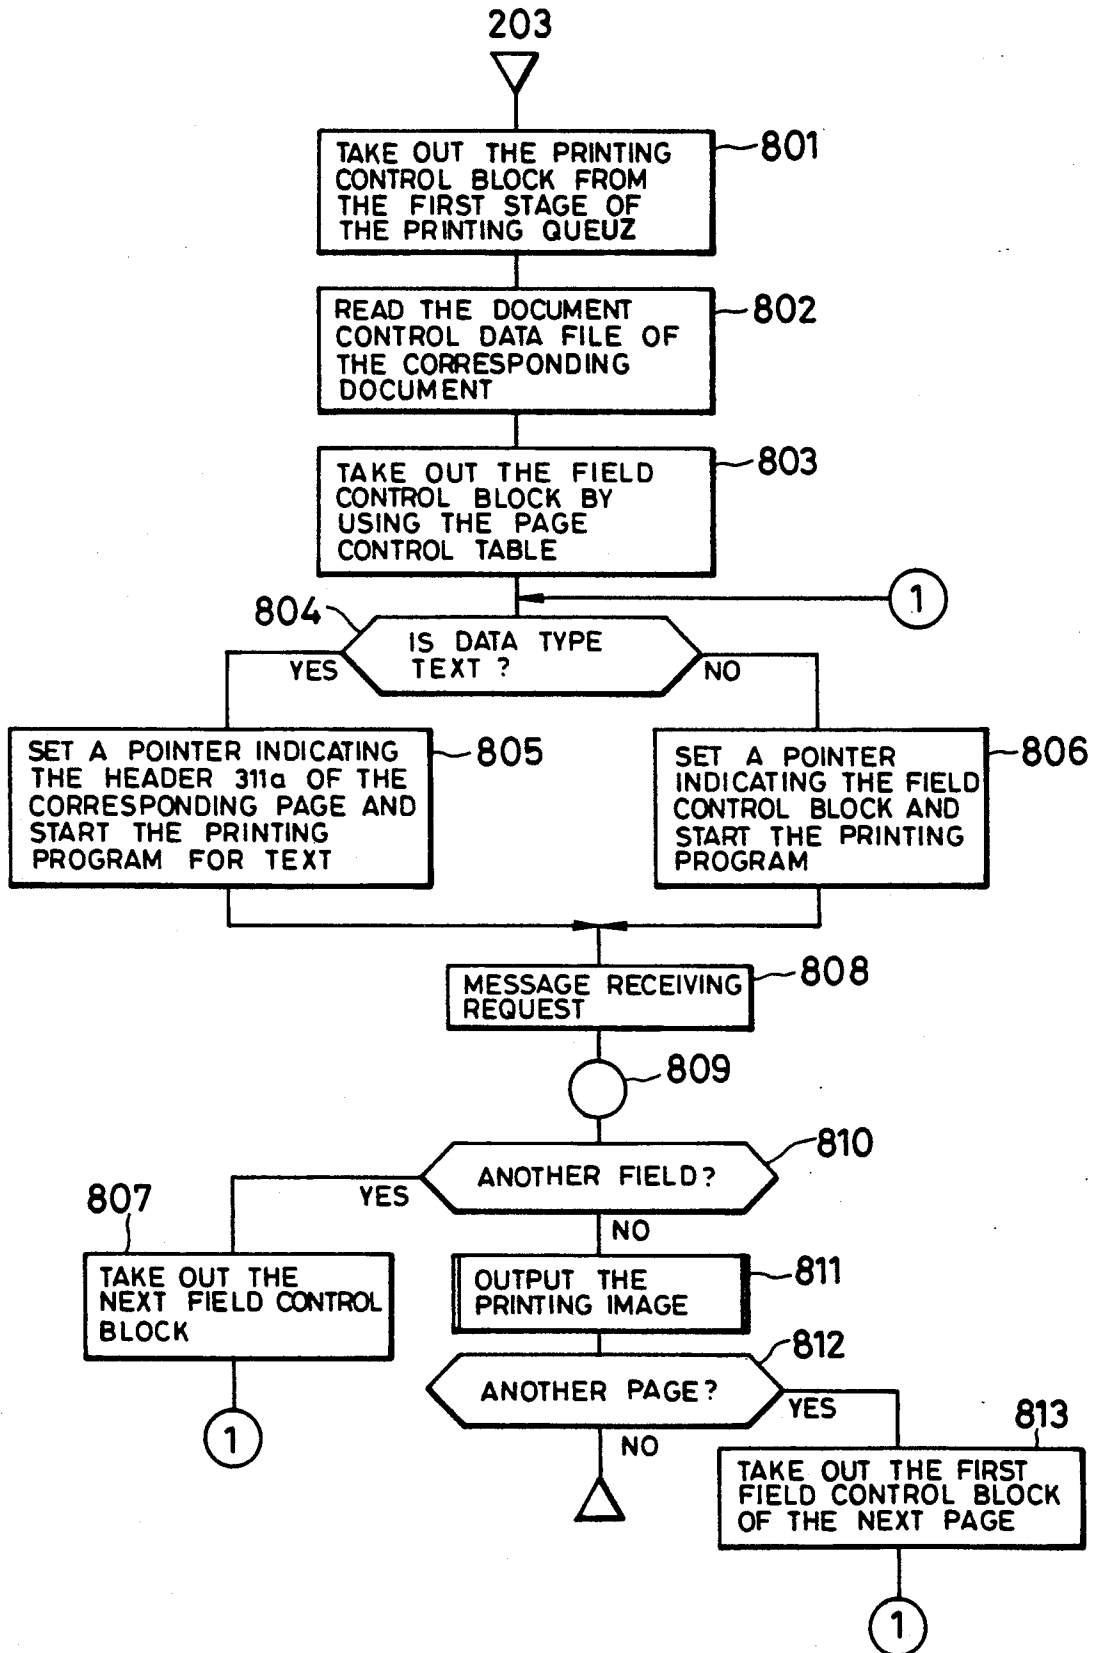 203
TAKE OUT THE PRINTING
CONTROL BLOCK FROM
THE FIRST STAGE OF
THE PRINTING QUEUZ
801
READ THE DOCUMENT
CONTROL DATA FILE OF
THE CORRESPONDING
DOCUMENT
802
TAKE OUT THE FIELD
CONTROL BLOCK BY
USING THE PAGE
CONTROL TABLE
803
1
804
IS DATA TYPE
TEXT ?
YES
NO
SET A POINTER INDICATING
THE HEADER 311a OF THE
CORRESPONDING PAGE AND
START THE PRINTING
PROGRAM FOR TEXT
805
SET A POINTER
INDICATING THE FIELD
CONTROL BLOCK AND
START THE PRINTING
PROGRAM
806
MESSAGE RECEIVING
REQUEST
808
809
810
ANOTHER FIELD?
YES
NO
807
TAKE OUT THE
NEXT FIELD CONTROL
BLOCK
1
OUTPUT THE
PRINTING IMAGE
811
812
ANOTHER PAGE?
YES
NO
813
TAKE OUT THE FIRST
FIELD CONTROL BLOCK
OF THE NEXT PAGE
1